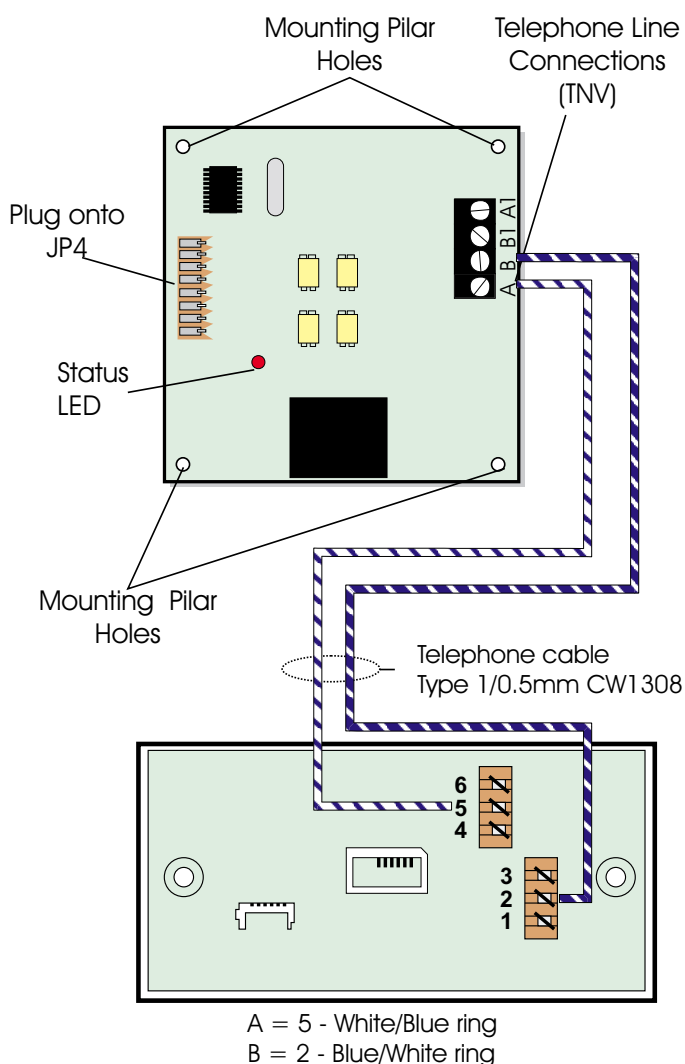 Mounting Pilar
Holes
Telephone Line
Connections
(TNV)
Plug onto
JP4
A1
B1
B
A
Status
LED
Mounting Pilar
Holes
Telephone cable
Type 1/0.5mm CW1308
6
5
4
3
2
1
A = 5 - White/Blue ring
B = 2 - Blue/White ring